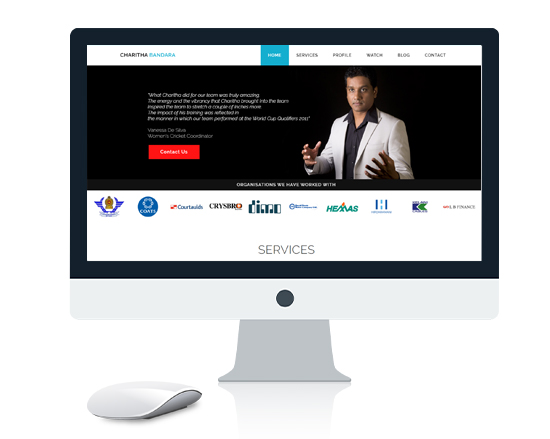 CHARITHA BANDARA
HOME SERVICES PROFILE WATCH BLOG CONTACT
"What Charitha did for our team was truly amazing.
The energy and the vibrancy that Charitha brought into the team
inspired the team to stretch a couple of inches more.
The impact of his training was reflected in
the manner in which our team performed at the World Cup Qualifiers 2011"
Vanessa De Silva
Women's Cricket Coordinator
Contact Us
ORGANISATIONS WE HAVE WORKED WITH
COATS Courtaulds CRYSBRO dimo HEMAS FINANCE
SERVICES